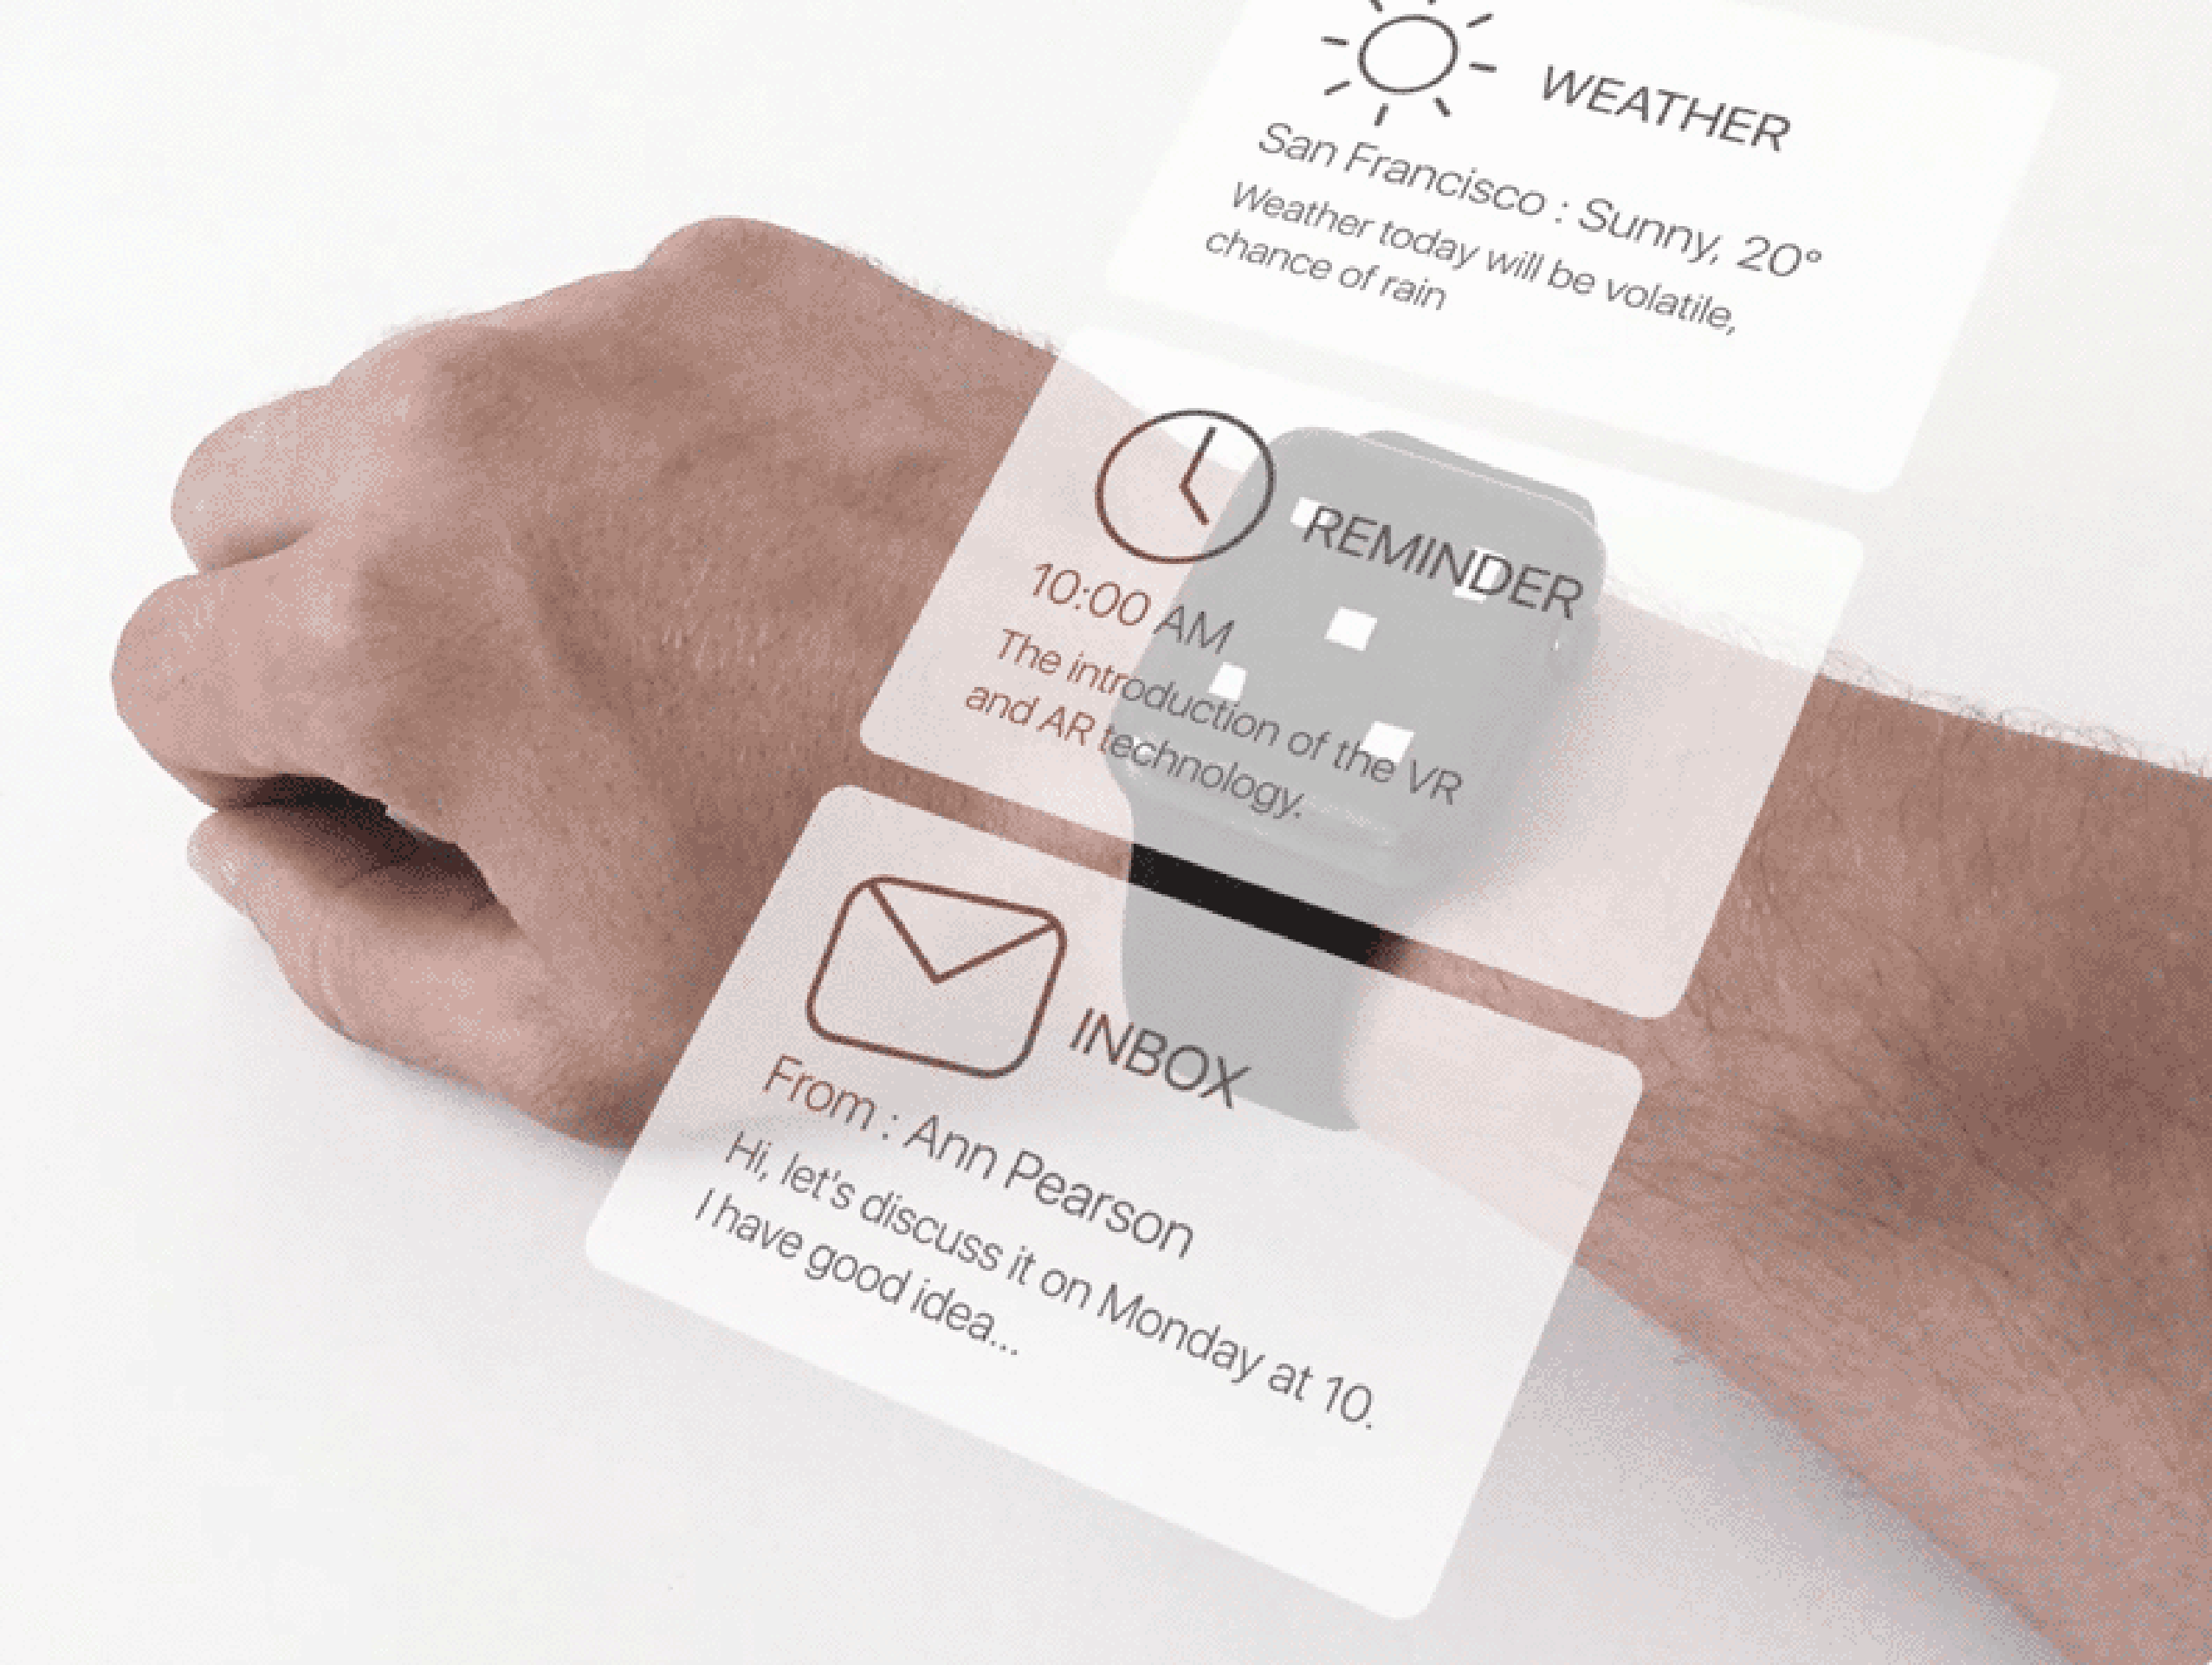 WEATHER
San Francisco : Sunny, 20°
Weather today will be volatile,
chance of rain
REMINDER
10:00 AM
The introduction of the VR
and AR technology.
INBOX
From : Ann Pearson
Hi, let's discuss it on Monday at 10.
I have good idea...